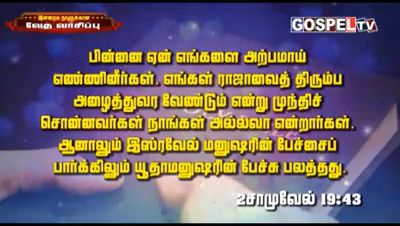 இன்றைய நாளுக்கான
வேத வாசிப்பு
GOSPEL TV
பின்னை ஏன் எங்களை அற்பமாய்
எண்ணினீர்கள். எங்கள் ராஜாவைத் திரும்ப
அழைத்துவர வேண்டும் என்று முந்திச்
சொன்னவர்கள் நாங்கள் அல்லவா என்றார்கள்.
ஆனாலும் இஸ்ரவேல் மனுஷரின் பேச்சைப்
பார்க்கிலும் யூதாமனுஷரின் பேச்சு பலத்தது.
2சாமுவேல் 19:43